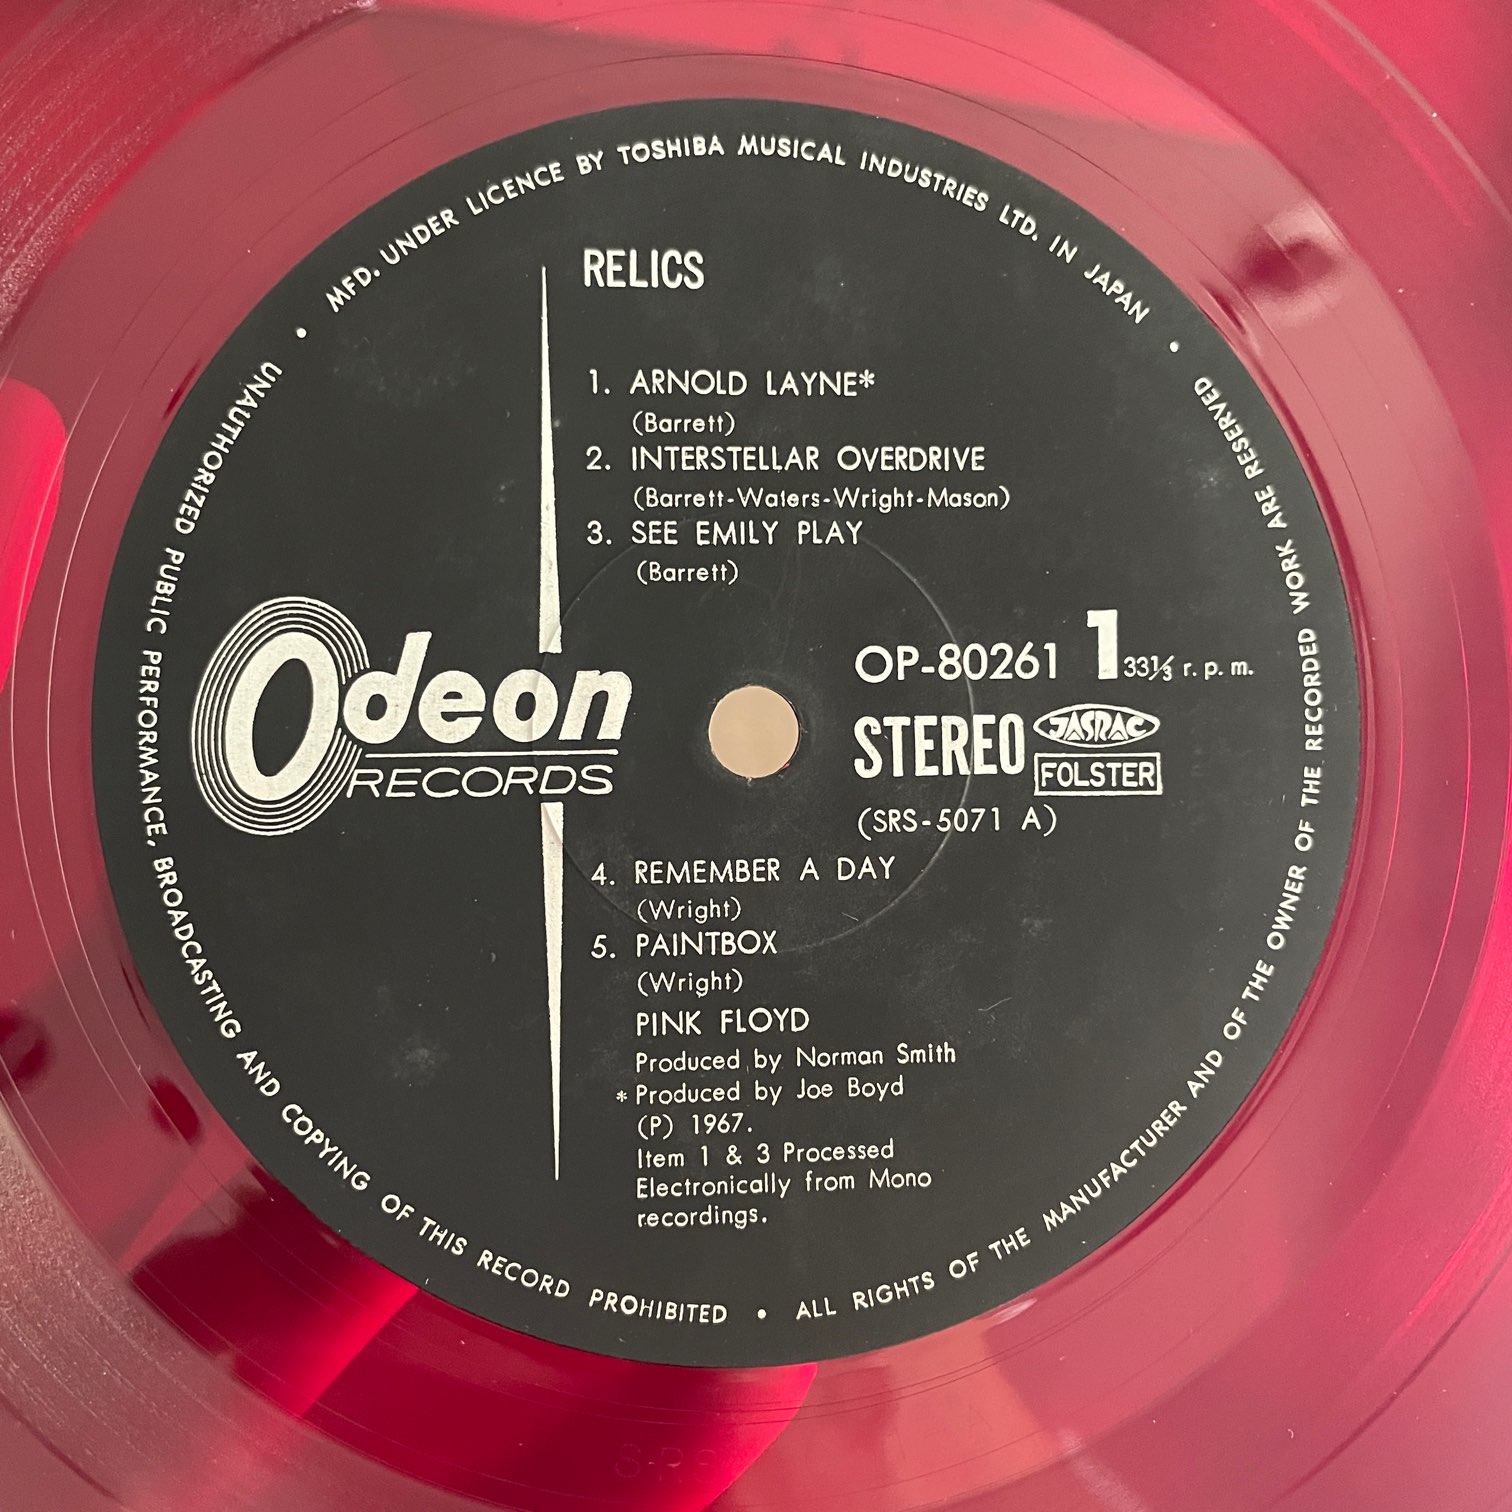 MFD. UNDER LICENCE BY TOSHIBA MUSICAL INDUSTRIES LTD. IN JAPAN •
RELICS
1. ARNOLD LAYNE*
(Barrett)
2. INTERSTELLAR OVERDRIVE
(Barrett-Waters-Wright-Mason)
3. SEE EMILY PLAY
(Barrett)
Odeon
RECORDS
OP-80261 1 33⅓ r. p. m.
STEREO JASRAC
FOLSTER
(SRS-5071 A)
4. REMEMBER A DAY
(Wright)
5. PAINTBOX
(Wright)
PINK FLOYD
Produced by Norman Smith
* Produced by Joe Boyd
(P) 1967.
Item 1 & 3 Processed
Electronically from Mono
recordings.
• UNAUTHORIZED PUBLIC PERFORMANCE, BROADCASTING AND COPYING OF THIS RECORD PROHIBITED •
ALL RIGHTS OF THE MANUFACTURER AND OF THE OWNER OF THE RECORDED WORK ARE RESERVED